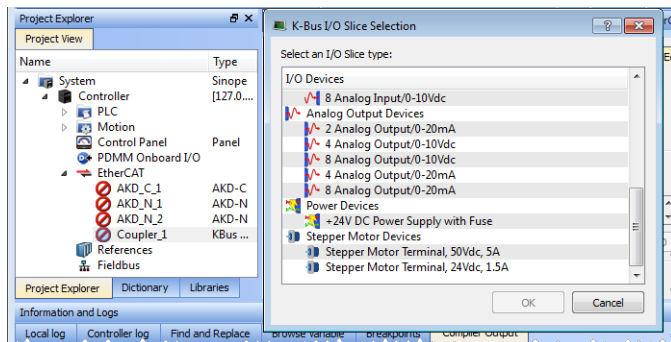 Project Explorer
Project View
Name Type
System Sinope
Controller [127.0....
PLC
Motion
Control Panel Panel
PDMM Onboard I/O
EtherCAT
AKD_C_1 AKD-C
AKD_N_1 AKD-N
AKD_N_2 AKD-N
Coupler_1 KBus ...
References
Fieldbus
Project Explorer Dictionary Libraries
Information and Logs
Local log Controller log Find and Replace Browse Variable Breakpoints Compiler Output
K-Bus I/O Slice Selection
Select an I/O Slice type:
I/O Devices
8 Analog Input/0-10Vdc
Analog Output Devices
2 Analog Output/0-20mA
4 Analog Output/0-10Vdc
8 Analog Output/0-10Vdc
4 Analog Output/0-20mA
8 Analog Output/0-20mA
Power Devices
+24V DC Power Supply with Fuse
Stepper Motor Devices
Stepper Motor Terminal, 50Vdc, 5A
Stepper Motor Terminal, 24Vdc, 1.5A
OK Cancel